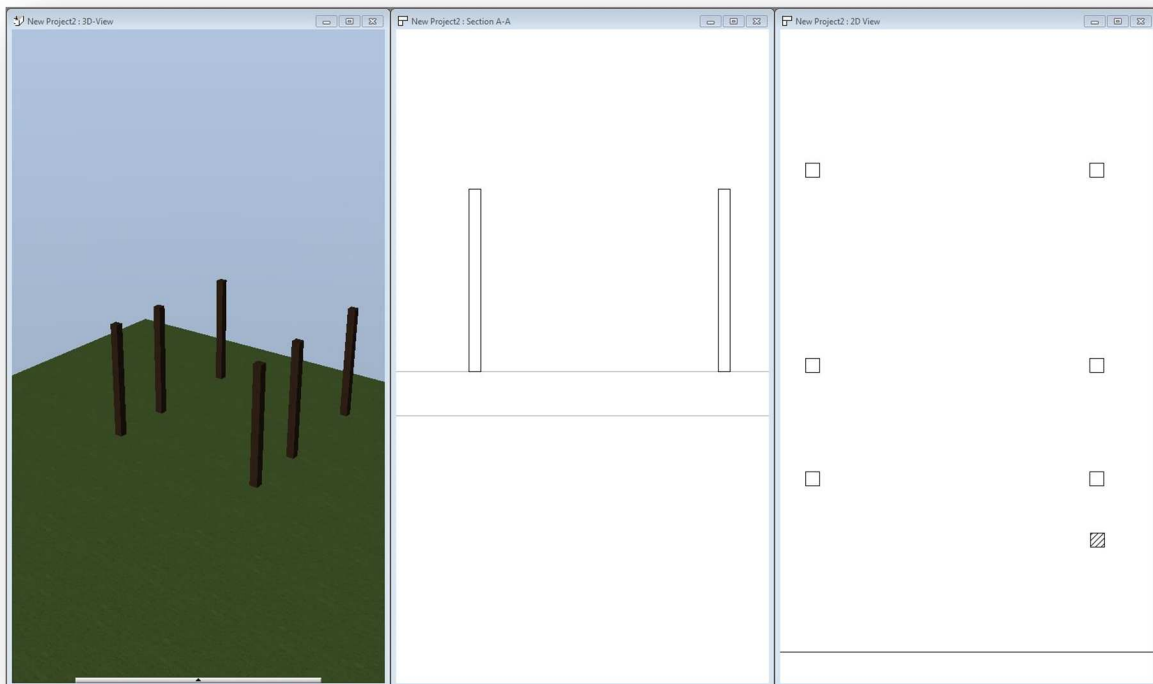 New Project2 : 3D-View
New Project2 : Section A-A
New Project2 : 2D View